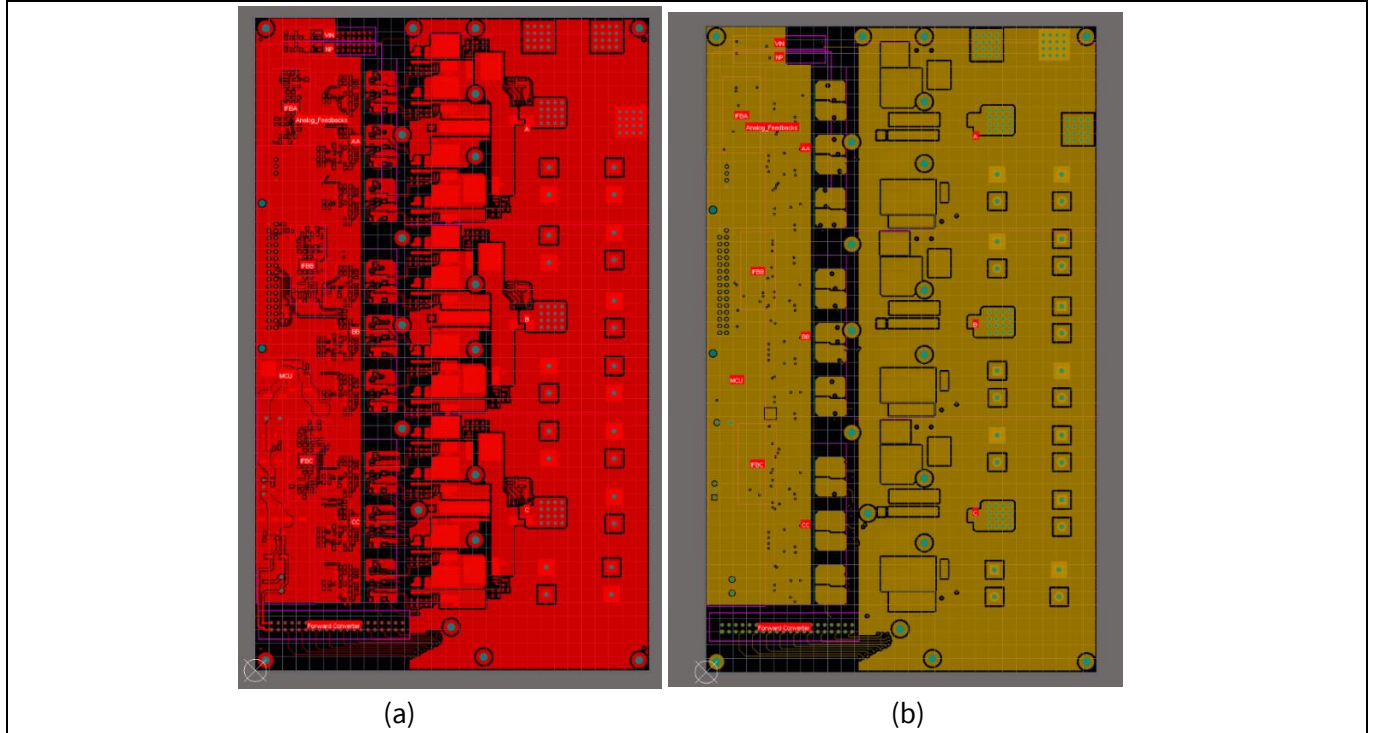 VIN
NP
IFBA
Analog_Feedbacks
A
AA
IFBB
B
BB
MCU
IFBC
C
CC
Forward Converter
VIN
NP
IFBA
Analog_Feedbacks
A
AA
IFBB
B
BB
MCU
IFBC
C
CC
Forward Converter
(a)
(b)